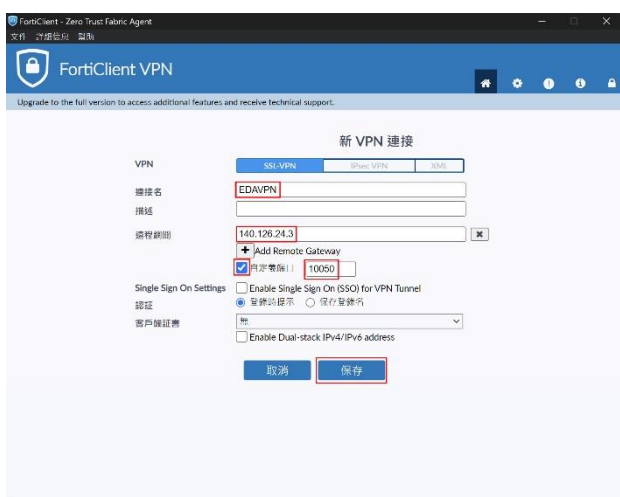 FortiClient - Zero Trust Fabric Agent
文件 詳細信息 幫助
FortiClient VPN
Upgrade to the full version to access additional features and receive technical support.
新 VPN 連接
VPN SSL-VPN IPsec VPN XML
連接名 EDAVPN
描述
遠程網關 140.126.24.3
Add Remote Gateway
自定義端口 10050
Single Sign On Settings Enable Single Sign On (SSO) for VPN Tunnel
認証 登錄時提示 保存登錄名
客戶端証書 無
Enable Dual-stack IPv4/IPv6 address
取消 保存